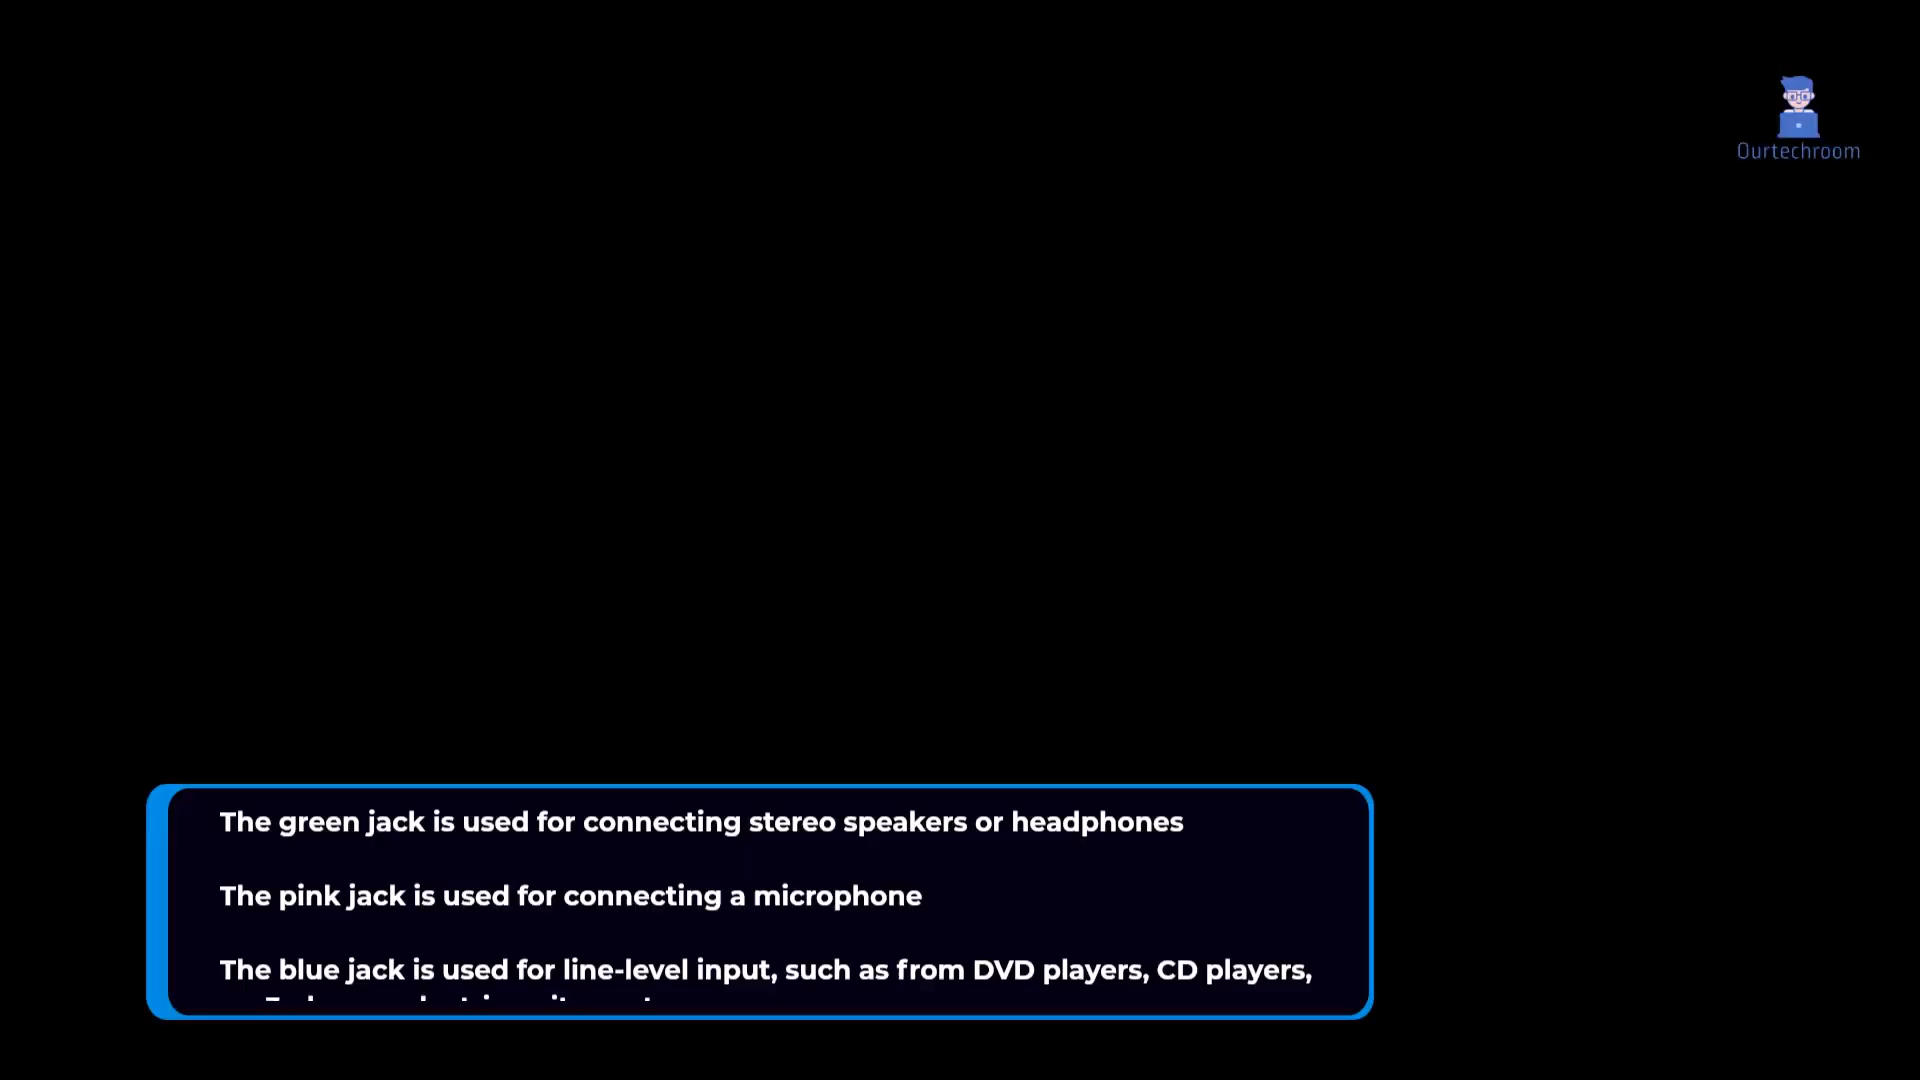 Ourtechroom
The green jack is used for connecting stereo speakers or headphones
The pink jack is used for connecting a microphone
The blue jack is used for line-level input, such as from DVD players, CD players,